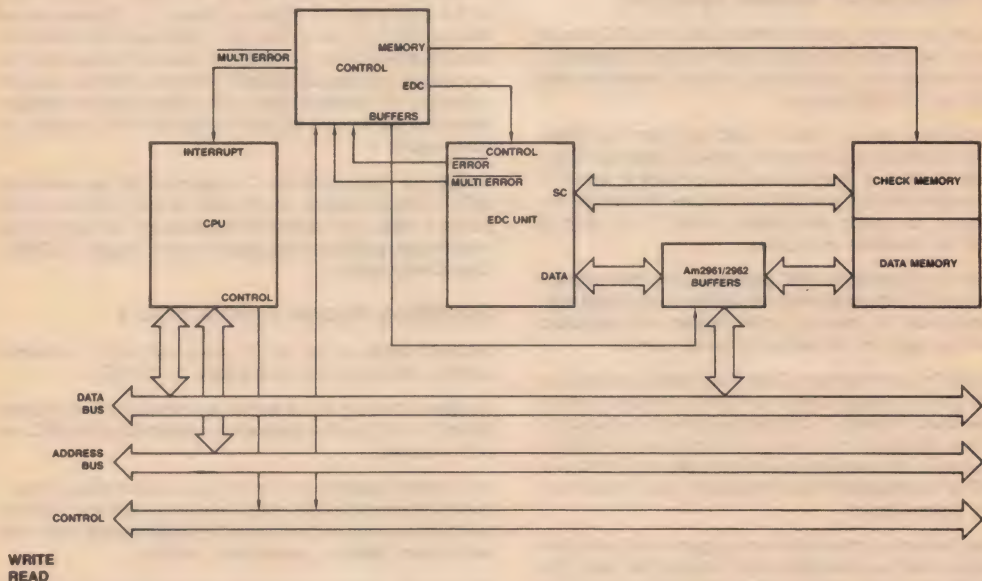 MULTI ERROR
MEMORY
CONTROL
EDC
BUFFERS
INTERRUPT
CPU
CONTROL
CONTROL
ERROR
MULTI ERROR
SC
EDC UNIT
DATA
Am2961/2962
BUFFERS
CHECK MEMORY
DATA MEMORY
DATA
BUS
ADDRESS
BUS
CONTROL
WRITE
READ